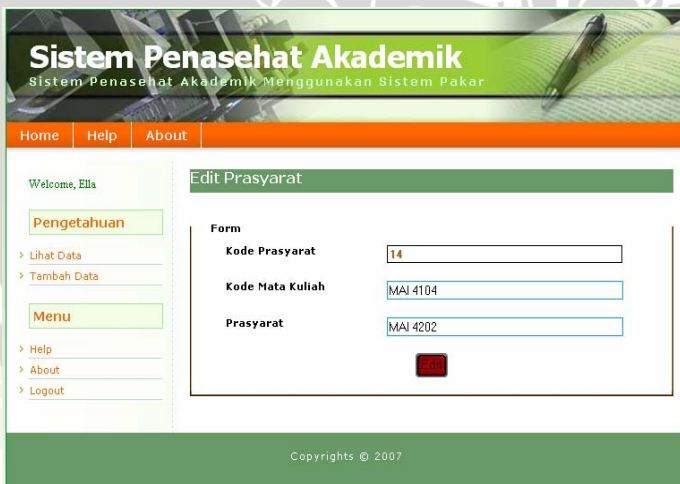 Sistem Penasehat Akademik
Sistem Penasehat Akademik Menggunakan Sistem Pakar
Home Help About
Welcome, Ella
Pengetahuan
Lihat Data
Tambah Data
Menu
Help
About
Logout
Edit Prasyarat
Form
Kode Prasyarat 14
Kode Mata Kuliah MAI 4104
Prasyarat MAI 4202
Edit
Copyrights © 2007